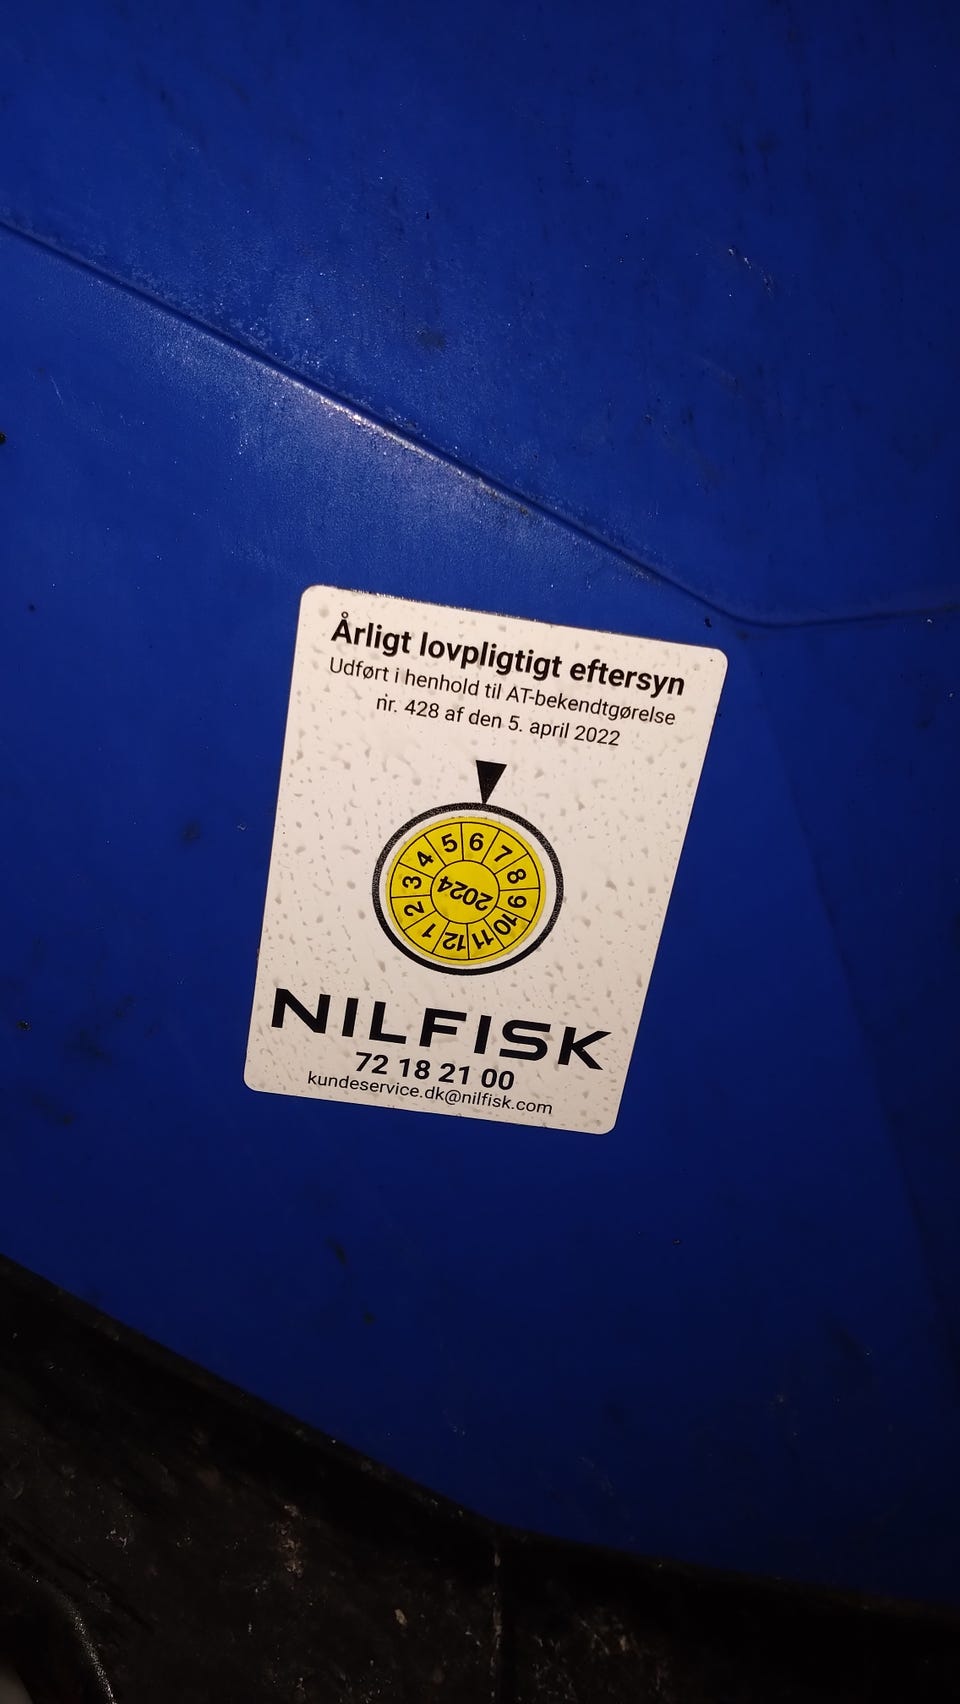 Årligt lovpligtigt eftersyn
Udført i henhold til AT-bekendtgørelse
nr. 428 af den 5. april 2022
1 2 3 4 5 6 7 8 9 10 11 12
2024
NILFISK
72 18 21 00
kundeservice.dk@nilfisk.com